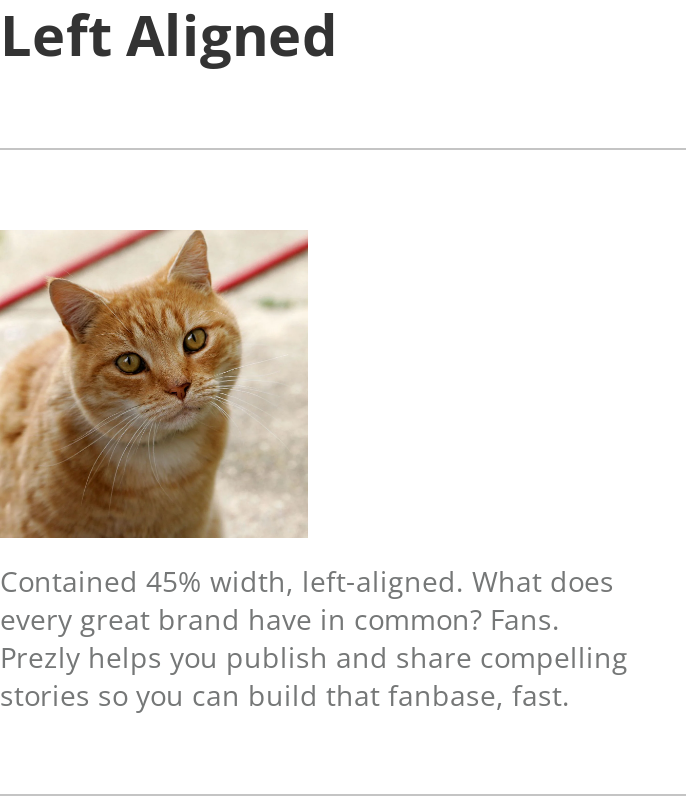 Left Aligned
Contained 45% width, left-aligned. What does
every great brand have in common? Fans.
Prezly helps you publish and share compelling
stories so you can build that fanbase, fast.